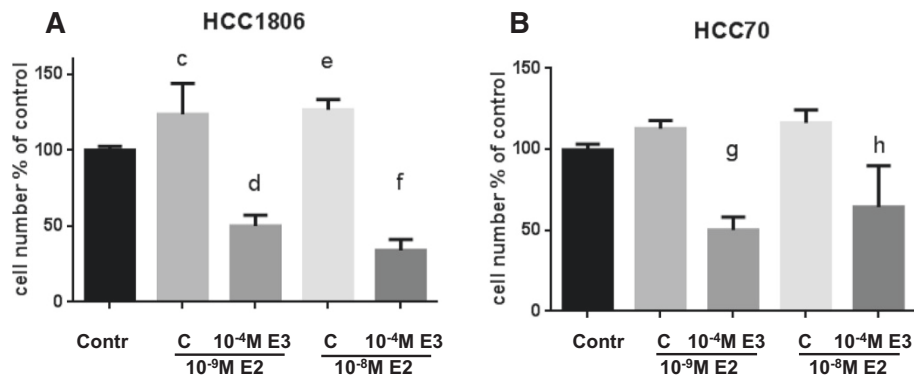 A
HCC1806
cell number % of control
150
100
50
0
c
d
e
f
Contr
C 10⁻⁴M E3
10⁻⁹M E2
C 10⁻⁴M E3
10⁻⁸M E2
B
HCC70
cell number % of control
150
100
50
0
g
h
Contr
C 10⁻⁴M E3
10⁻⁹M E2
C 10⁻⁴M E3
10⁻⁸M E2